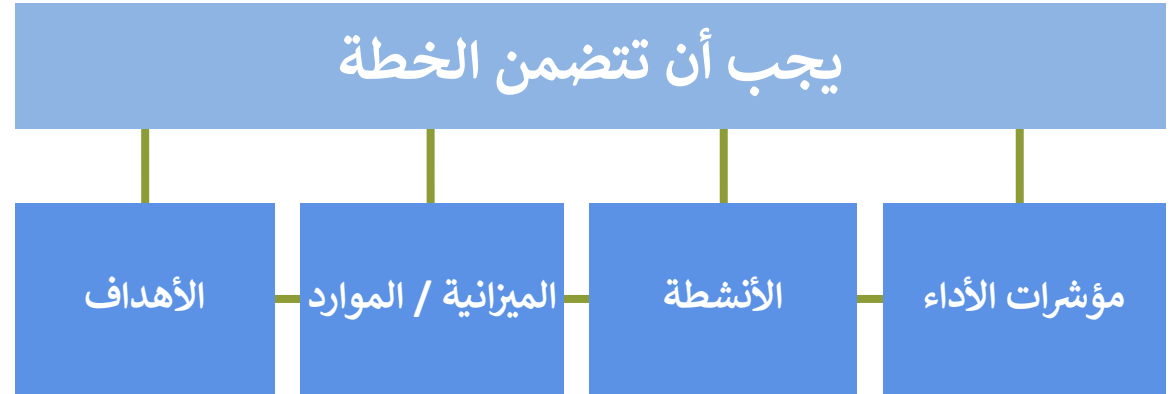 يجب أن تتضمن الخطة
مؤشرات الأداء
الأنشطة
الميزانية / الموارد
الأهداف